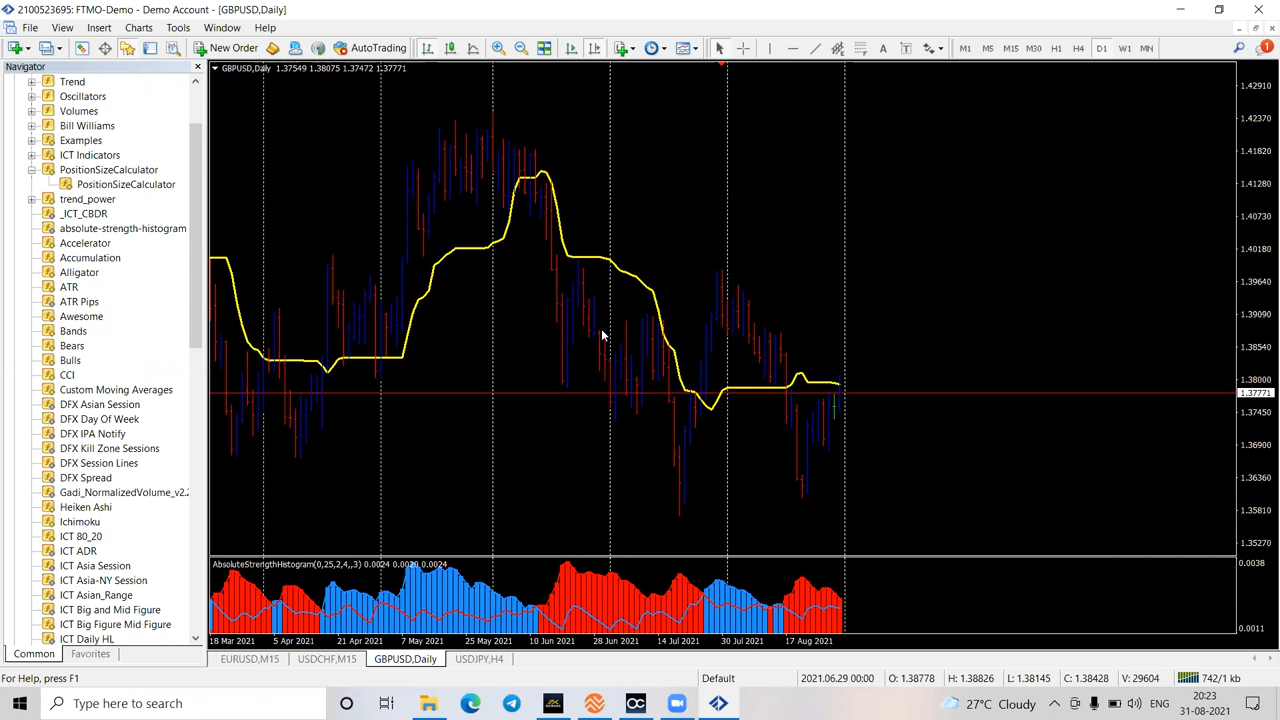 2100523695: FTMO-Demo - Demo Account - [GBPUSD,Daily]
File View Insert Charts Tools Window Help
New Order AutoTrading M1 M5 M15 M30 H1 H4 D1 W1 MN 1
Navigator
Trend
Oscillators
Volumes
Bill Williams
Examples
ICT Indicators
PositionSizeCalculator
PositionSizeCalculator
trend_power
_ICT_CBDR
absolute-strength-histogram
Accelerator
Accumulation
Alligator
ATR
ATR Pips
Awesome
Bands
Bears
Bulls
CCI
Custom Moving Averages
DFX Asian Session
DFX Day Of Week
DFX IPA Notify
DFX Kill Zone Sessions
DFX Session Lines
DFX Spread
Gadi_NormalizedVolume_v2.2
Heiken Ashi
Ichimoku
ICT 80_20
ICT ADR
ICT Asia Session
ICT Asia-NY Session
ICT Asian_Range
ICT Big and Mid Figure
ICT Big Figure Mid Figure
ICT Daily HL
Common Favorites
GBPUSD,Daily 1.37549 1.38075 1.37472 1.37771
1.42910
1.42370
1.41820
1.41280
1.40730
1.40180
1.39640
1.39090
1.38540
1.38000
1.37771
1.37450
1.36900
1.36360
1.35810
1.35270
AbsoluteStrengthHistogram(0,25,2,4,,3) 0.0024 0.0020 0.0024
0.0038
0.0011
18 Mar 2021 5 Apr 2021 21 Apr 2021 7 May 2021 25 May 2021 10 Jun 2021 28 Jun 2021 14 Jul 2021 30 Jul 2021 17 Aug 2021
EURUSD,M15 USDCHF,M15 GBPUSD,Daily USDJPY,H4
For Help, press F1 Default 2021.06.29 00:00 O: 1.38778 H: 1.38826 L: 1.38145 C: 1.38428 V: 29604 742/1 kb
Type here to search 27°C Cloudy ENG 20:23
31-08-2021